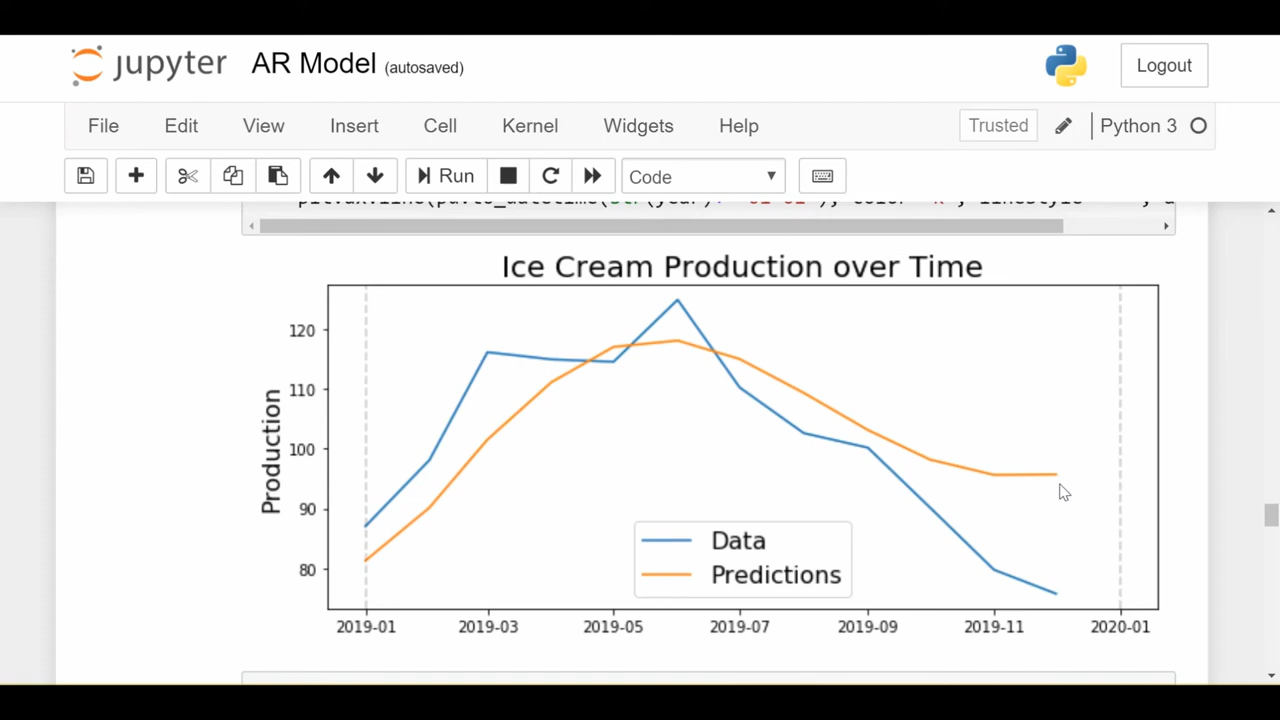 jupyter AR Model (autosaved) Logout
File Edit View Insert Cell Kernel Widgets Help Trusted Python 3
Run Code
Ice Cream Production over Time
Production
120
110
100
90
80
Data
Predictions
2019-01 2019-03 2019-05 2019-07 2019-09 2019-11 2020-01